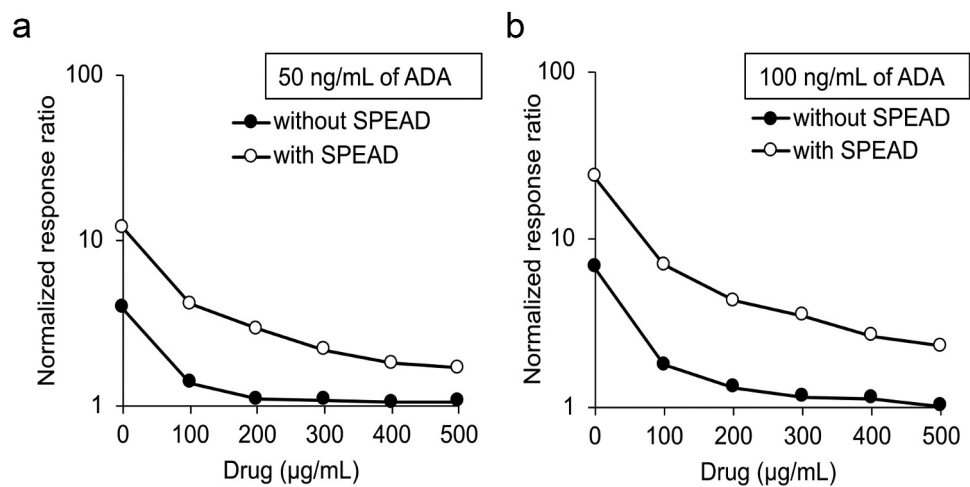 a
50 ng/mL of ADA
without SPEAD
with SPEAD
Normalized response ratio
100
10
1
0 100 200 300 400 500
Drug (µg/mL)
b
100 ng/mL of ADA
without SPEAD
with SPEAD
Normalized response ratio
100
10
1
0 100 200 300 400 500
Drug (µg/mL)